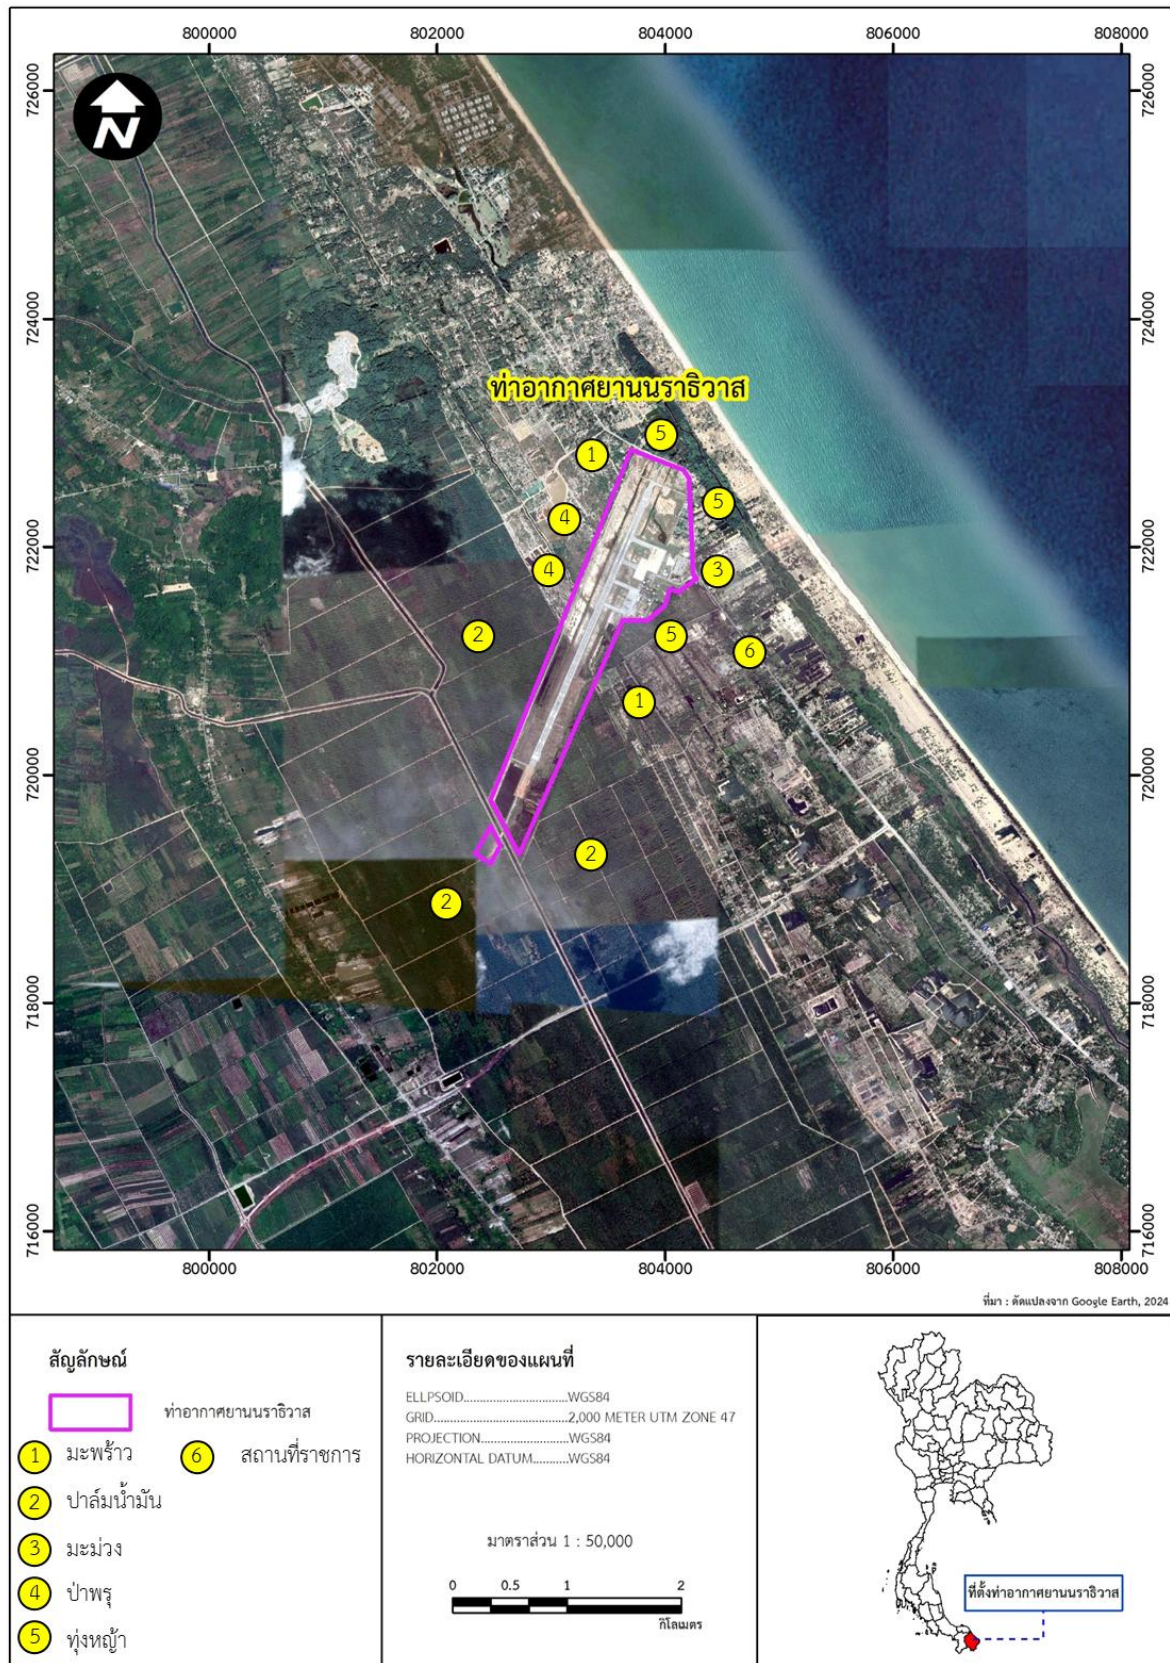 800000 802000 804000 806000 808000
726000 726000
N
724000 724000
ท่าอากาศยานนราธิวาส
5
1
5
4
722000 722000
4
3
2
5
6
1
720000 720000
2
2
718000 718000
716000 716000
800000 802000 804000 806000 808000
ที่มา : ดัดแปลงจาก Google Earth, 2024
สัญลักษณ์
ท่าอากาศยานนราธิวาส
1 มะพร้าว
6 สถานที่ราชการ
2 ปาล์มน้ำมัน
3 มะม่วง
4 ป่าพรุ
5 ทุ่งหญ้า
รายละเอียดของแผนที่
ELLPSOID.......................WGS84
GRID.............................2,000 METER UTM ZONE 47
PROJECTION...................WGS84
HORIZONTAL DATUM..........WGS84
มาตราส่วน 1 : 50,000
0 0.5 1 2
กิโลเมตร
ที่ตั้งท่าอากาศยานนราธิวาส